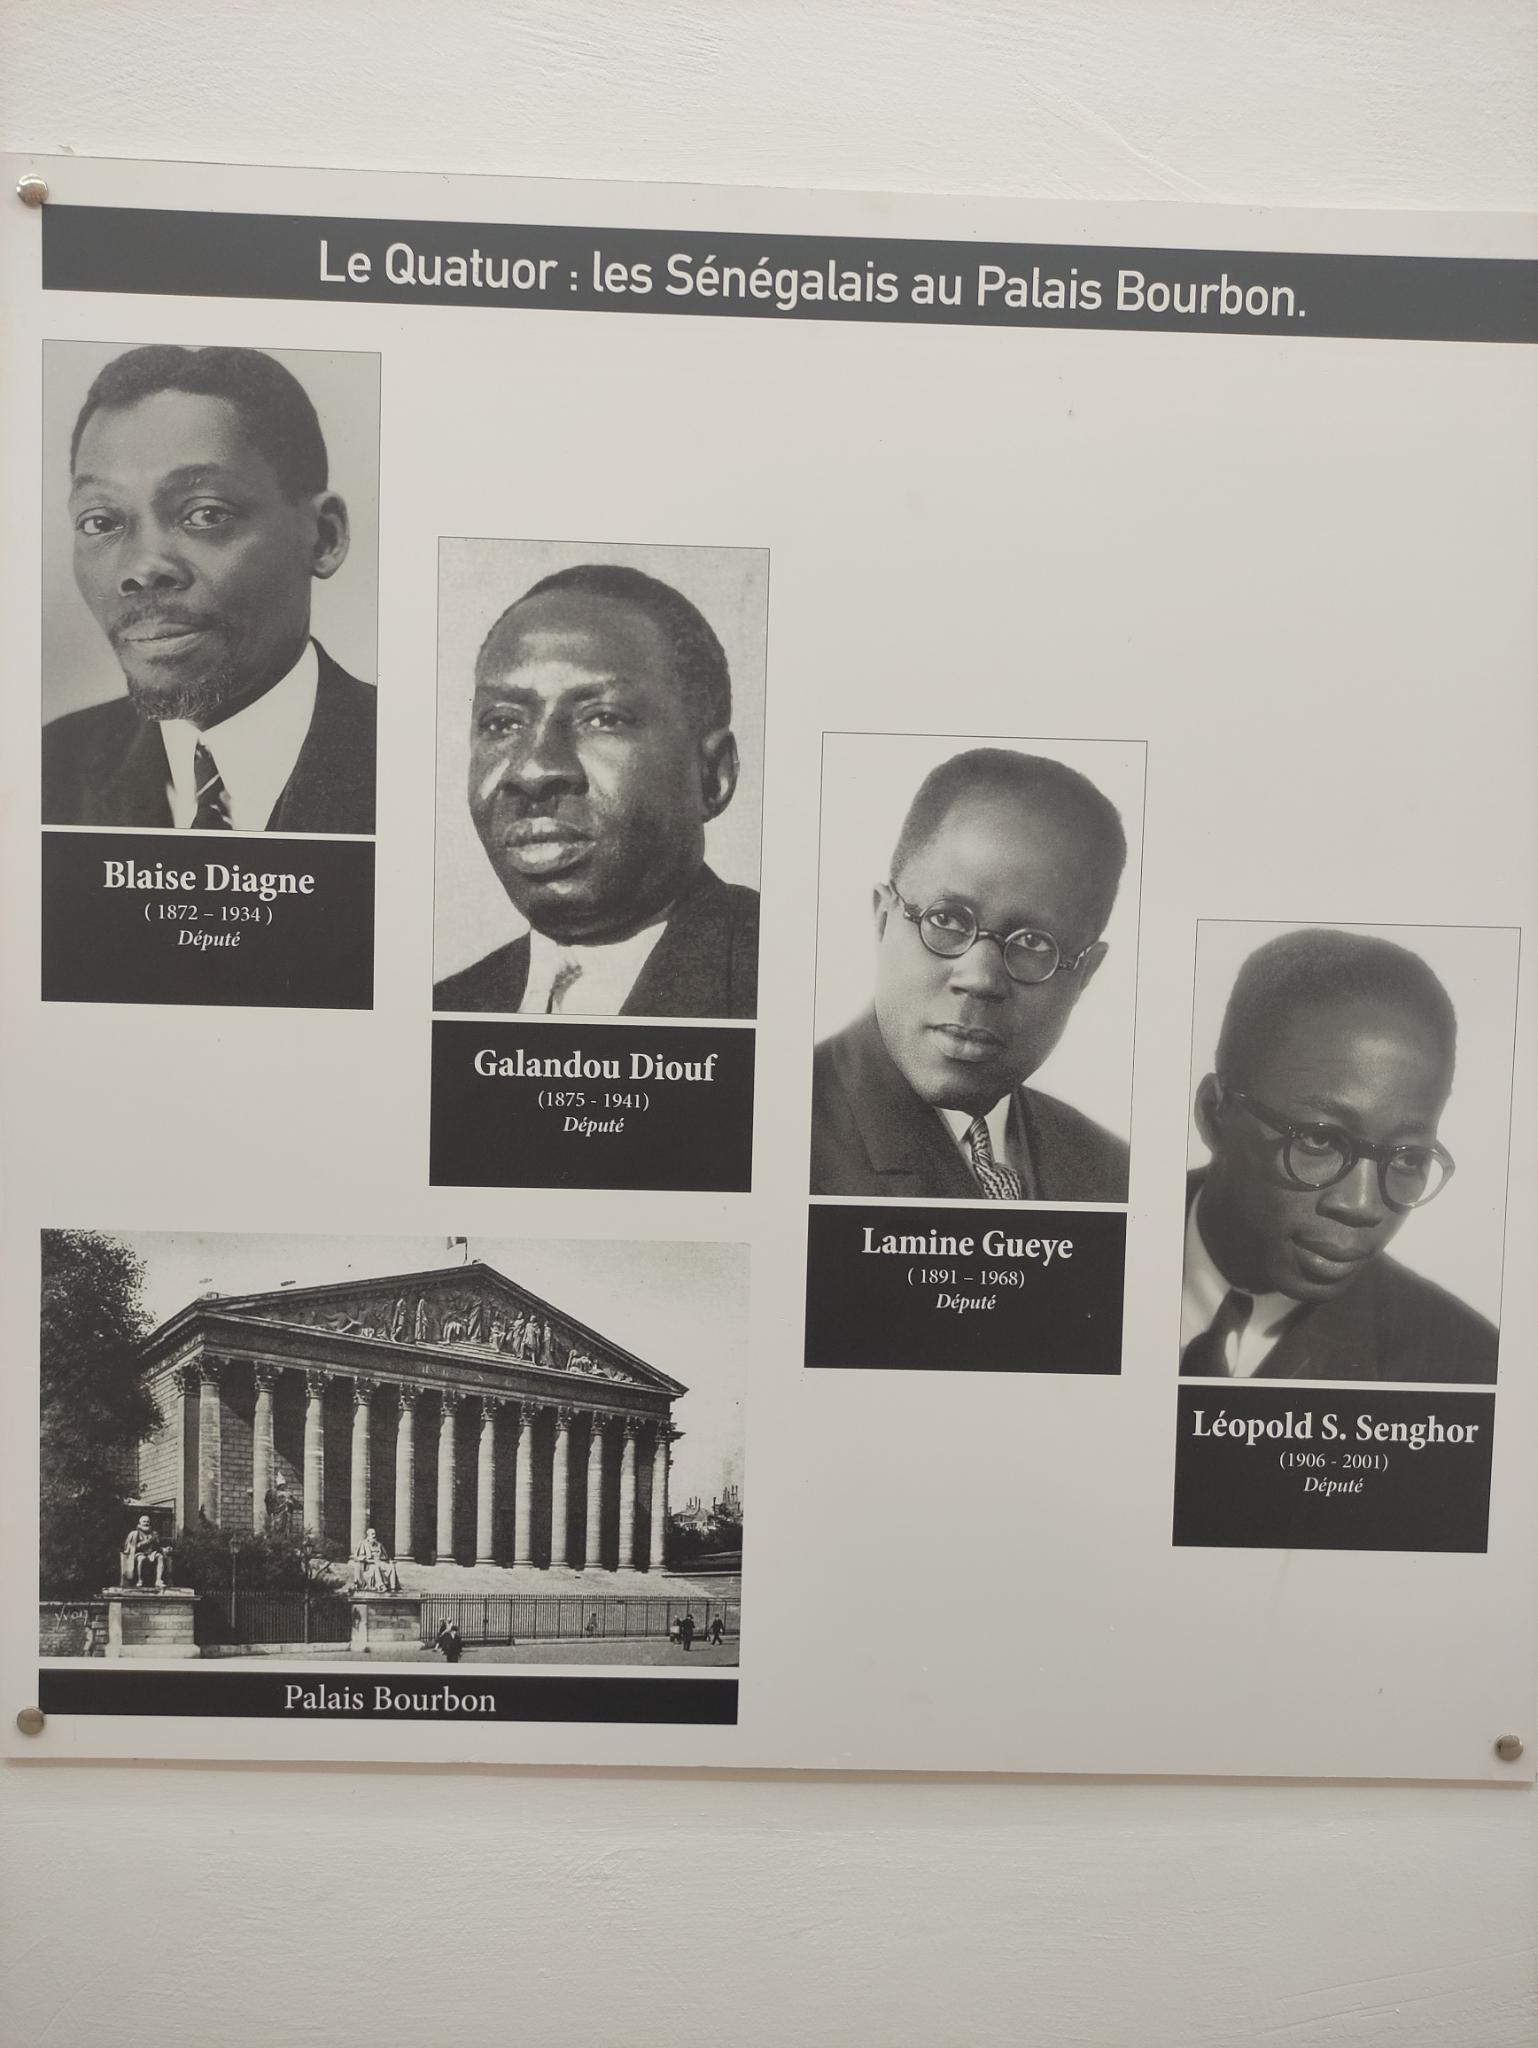 Le Quatuor : les Sénégalais au Palais Bourbon.
Blaise Diagne
( 1872 – 1934 )
Député
Galandou Diouf
(1875 - 1941)
Député
Lamine Gueye
( 1891 – 1968)
Député
Léopold S. Senghor
(1906 - 2001)
Député
Yvon
Palais Bourbon